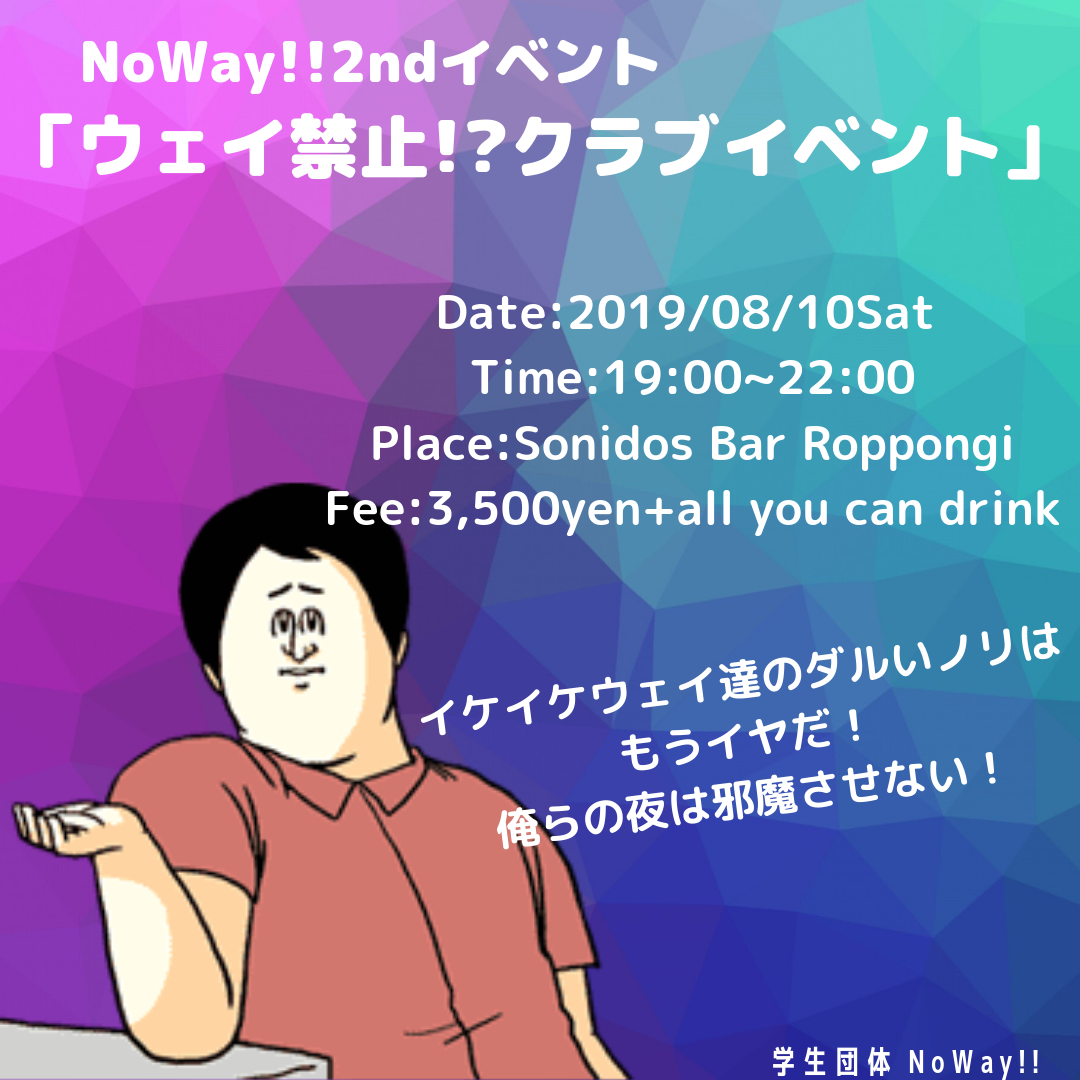 NoWay!!2ndイベント
「ウェイ禁止!?クラブイベント」
Date:2019/08/10Sat
Time:19:00~22:00
Place:Sonidos Bar Roppongi
Fee:3,500yen+all you can drink
イケイケウェイ達のダルいノリは
もうイヤだ！
俺らの夜は邪魔させない！
学生団体 NoWay!!